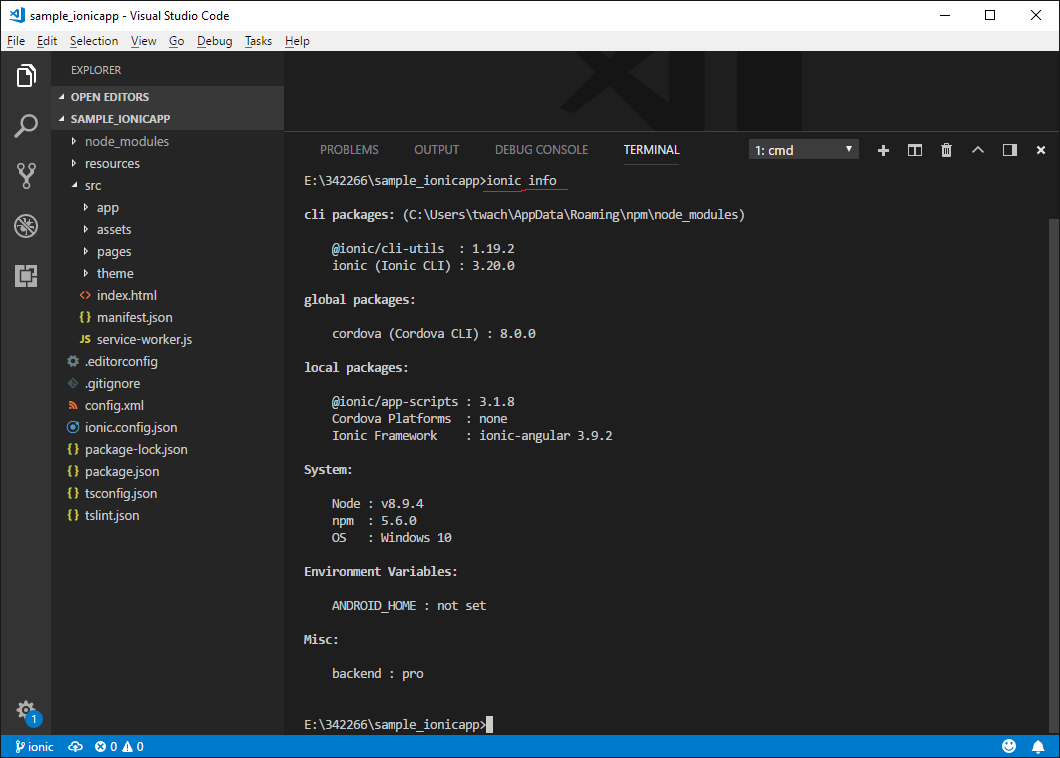 sample_ionicapp - Visual Studio Code
File Edit Selection View Go Debug Tasks Help
EXPLORER
OPEN EDITORS
SAMPLE_IONICAPP
node_modules
resources
src
app
assets
pages
theme
<> index.html
{} manifest.json
JS service-worker.js
.editorconfig
.gitignore
config.xml
ionic.config.json
{} package-lock.json
{} package.json
{} tsconfig.json
{} tslint.json
PROBLEMS OUTPUT DEBUG CONSOLE TERMINAL 1: cmd
E:\342266\sample_ionicapp>ionic info
cli packages: (C:\Users\twach\AppData\Roaming\npm\node_modules)
@ionic/cli-utils : 1.19.2
ionic (Ionic CLI) : 3.20.0
global packages:
cordova (Cordova CLI) : 8.0.0
local packages:
@ionic/app-scripts : 3.1.8
Cordova Platforms : none
Ionic Framework : ionic-angular 3.9.2
System:
Node : v8.9.4
npm : 5.6.0
OS : Windows 10
Environment Variables:
ANDROID_HOME : not set
Misc:
backend : pro
E:\342266\sample_ionicapp>
1
ionic 0 0